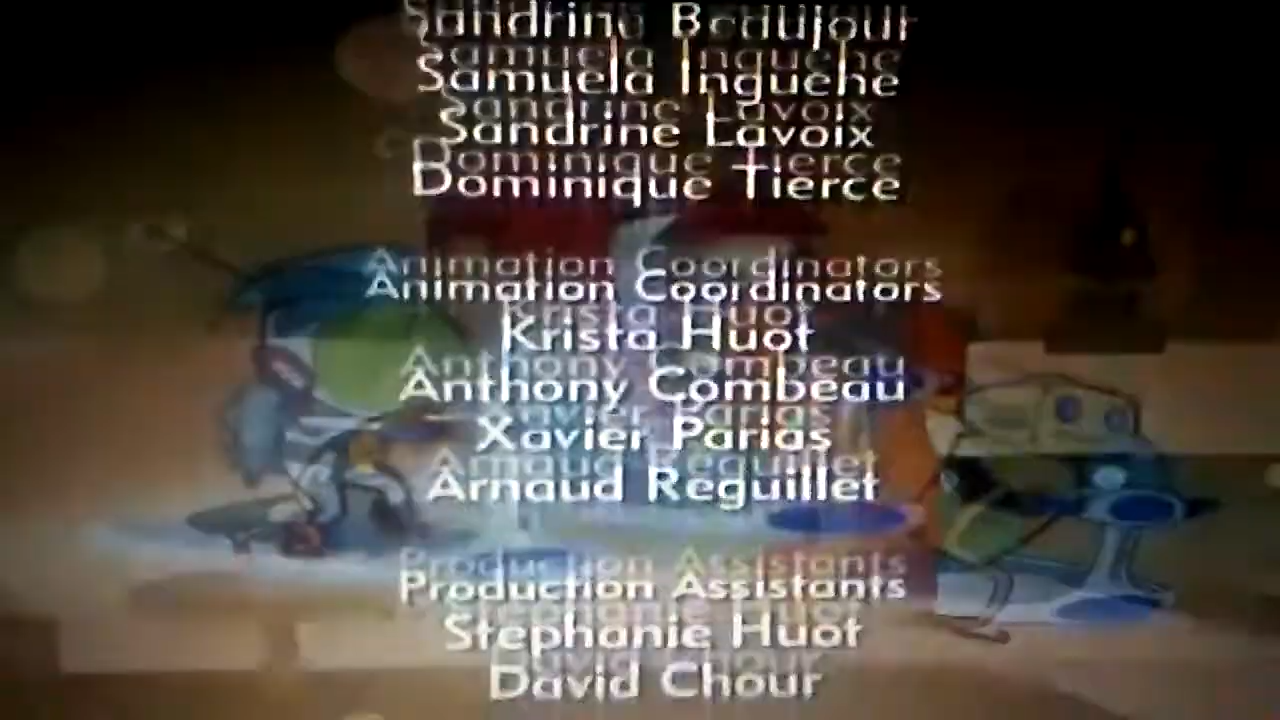 Sandrine Beaujour
Samuela Inguehe
Sandrine Lavoix
Dominique Tierce
Animation Coordinators
Krista Huot
Anthony Combeau
Xavier Parias
Arnaud Reguillet
Production Assistants
Stephanie Huot
David Chour